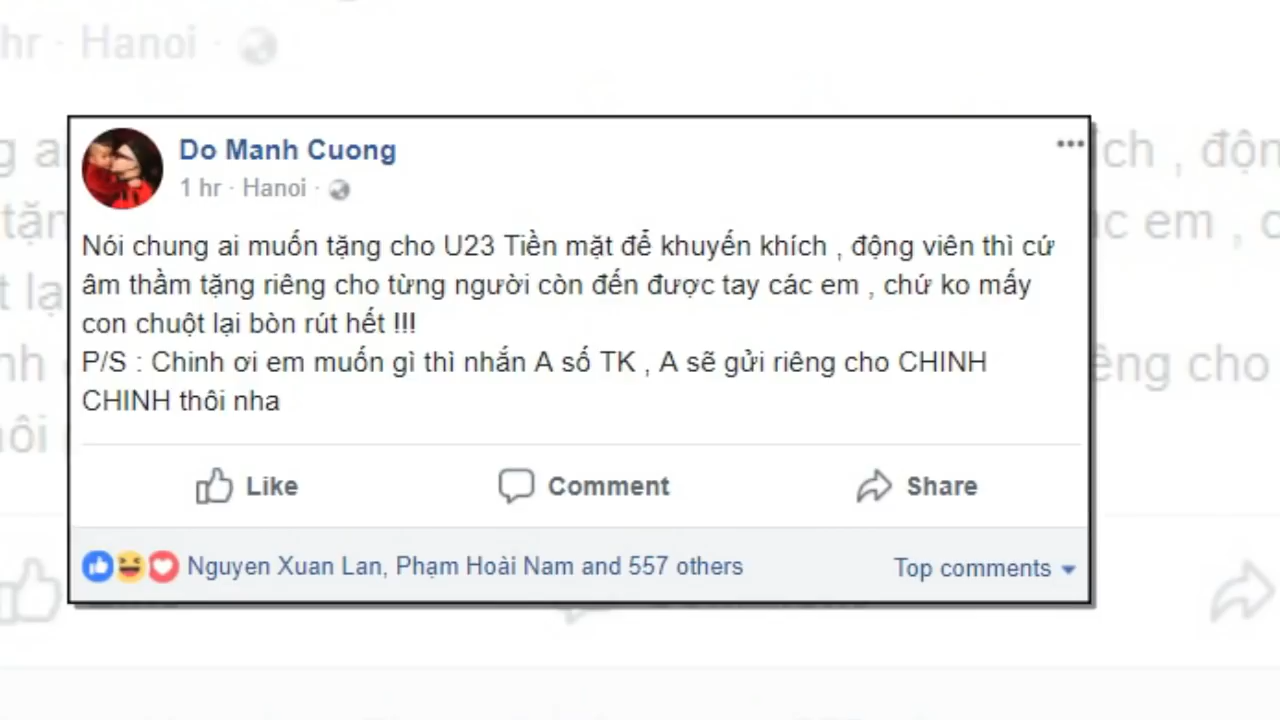 hr · Hanoi ·
Do Manh Cuong
1 hr · Hanoi ·
Nói chung ai muốn tặng cho U23 Tiền mặt để khuyến khích , động viên thì cứ
âm thầm tặng riêng cho từng người còn đến được tay các em , chứ ko mấy
con chuột lại bòn rút hết !!!
P/S : Chinh ơi em muốn gì thì nhắn A số TK , A sẽ gửi riêng cho CHINH
CHINH thôi nha
Like
Comment
Share
Nguyen Xuan Lan, Phạm Hoài Nam and 557 others
Top comments